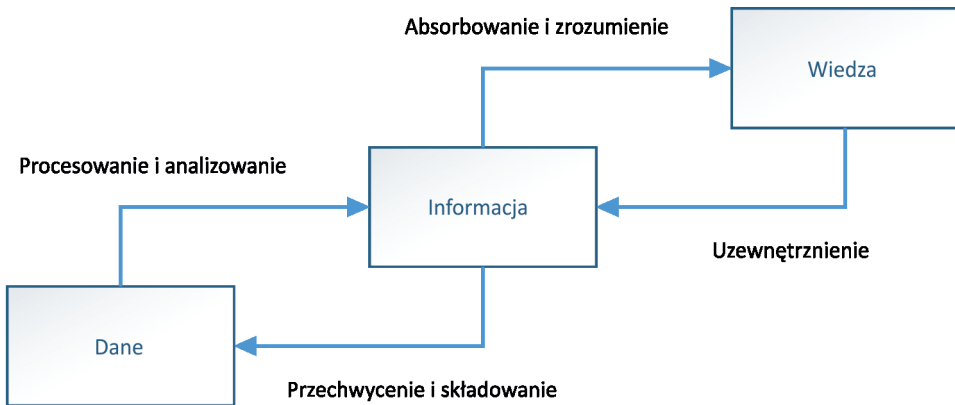 Absorbowanie i zrozumienie
Wiedza
Procesowanie i analizowanie
Informacja
Uzewnętrznienie
Dane
Przechwycenie i składowanie